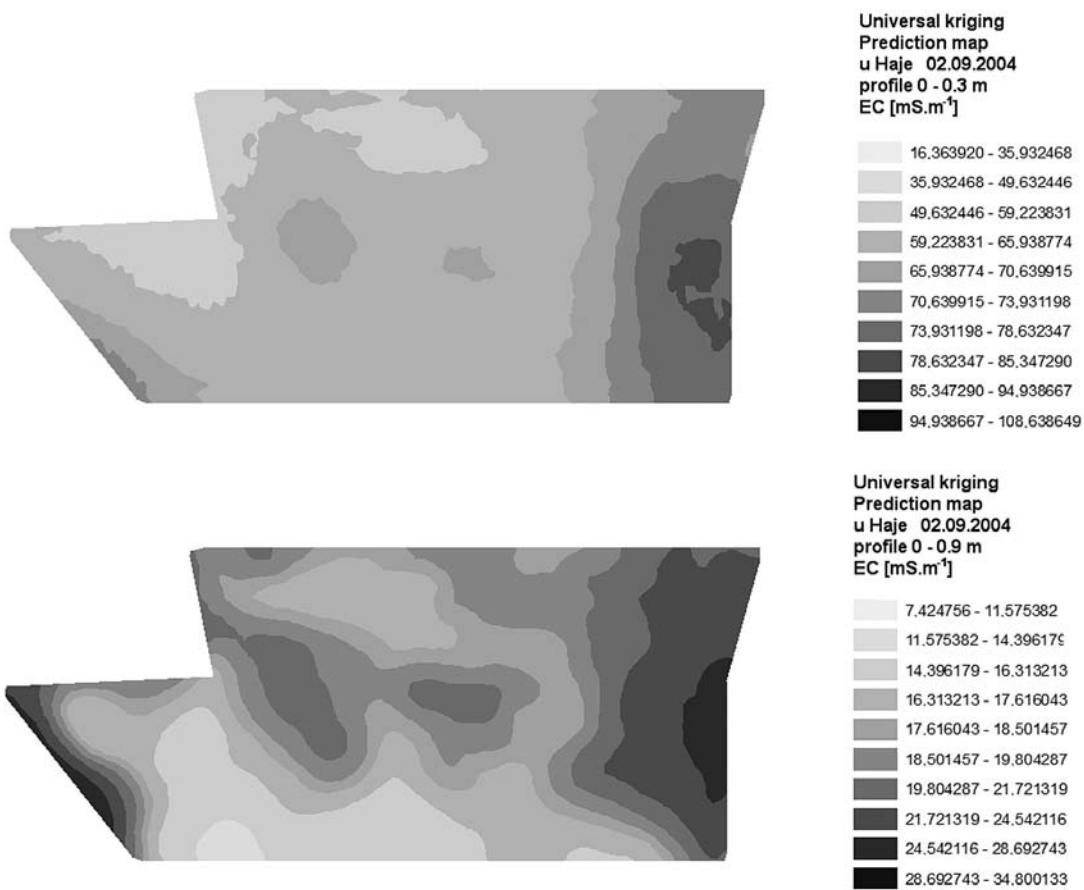 Universal kriging
Prediction map
u Haje 02.09.2004
profile 0 - 0.3 m
EC [mS.m⁻¹]
16,363920 - 35,932468
35,932468 - 49,632446
49,632446 - 59,223831
59,223831 - 65,938774
65,938774 - 70,639915
70,639915 - 73,931198
73,931198 - 78,632347
78,632347 - 85,347290
85,347290 - 94,938667
94,938667 - 108,638649
Universal kriging
Prediction map
u Haje 02.09.2004
profile 0 - 0.9 m
EC [mS.m⁻¹]
7,424756 - 11,575382
11,575382 - 14,396179
14,396179 - 16,313213
16,313213 - 17,616043
17,616043 - 18,501457
18,501457 - 19,804287
19,804287 - 21,721319
21,721319 - 24,542116
24,542116 - 28,692743
28,692743 - 34,800133